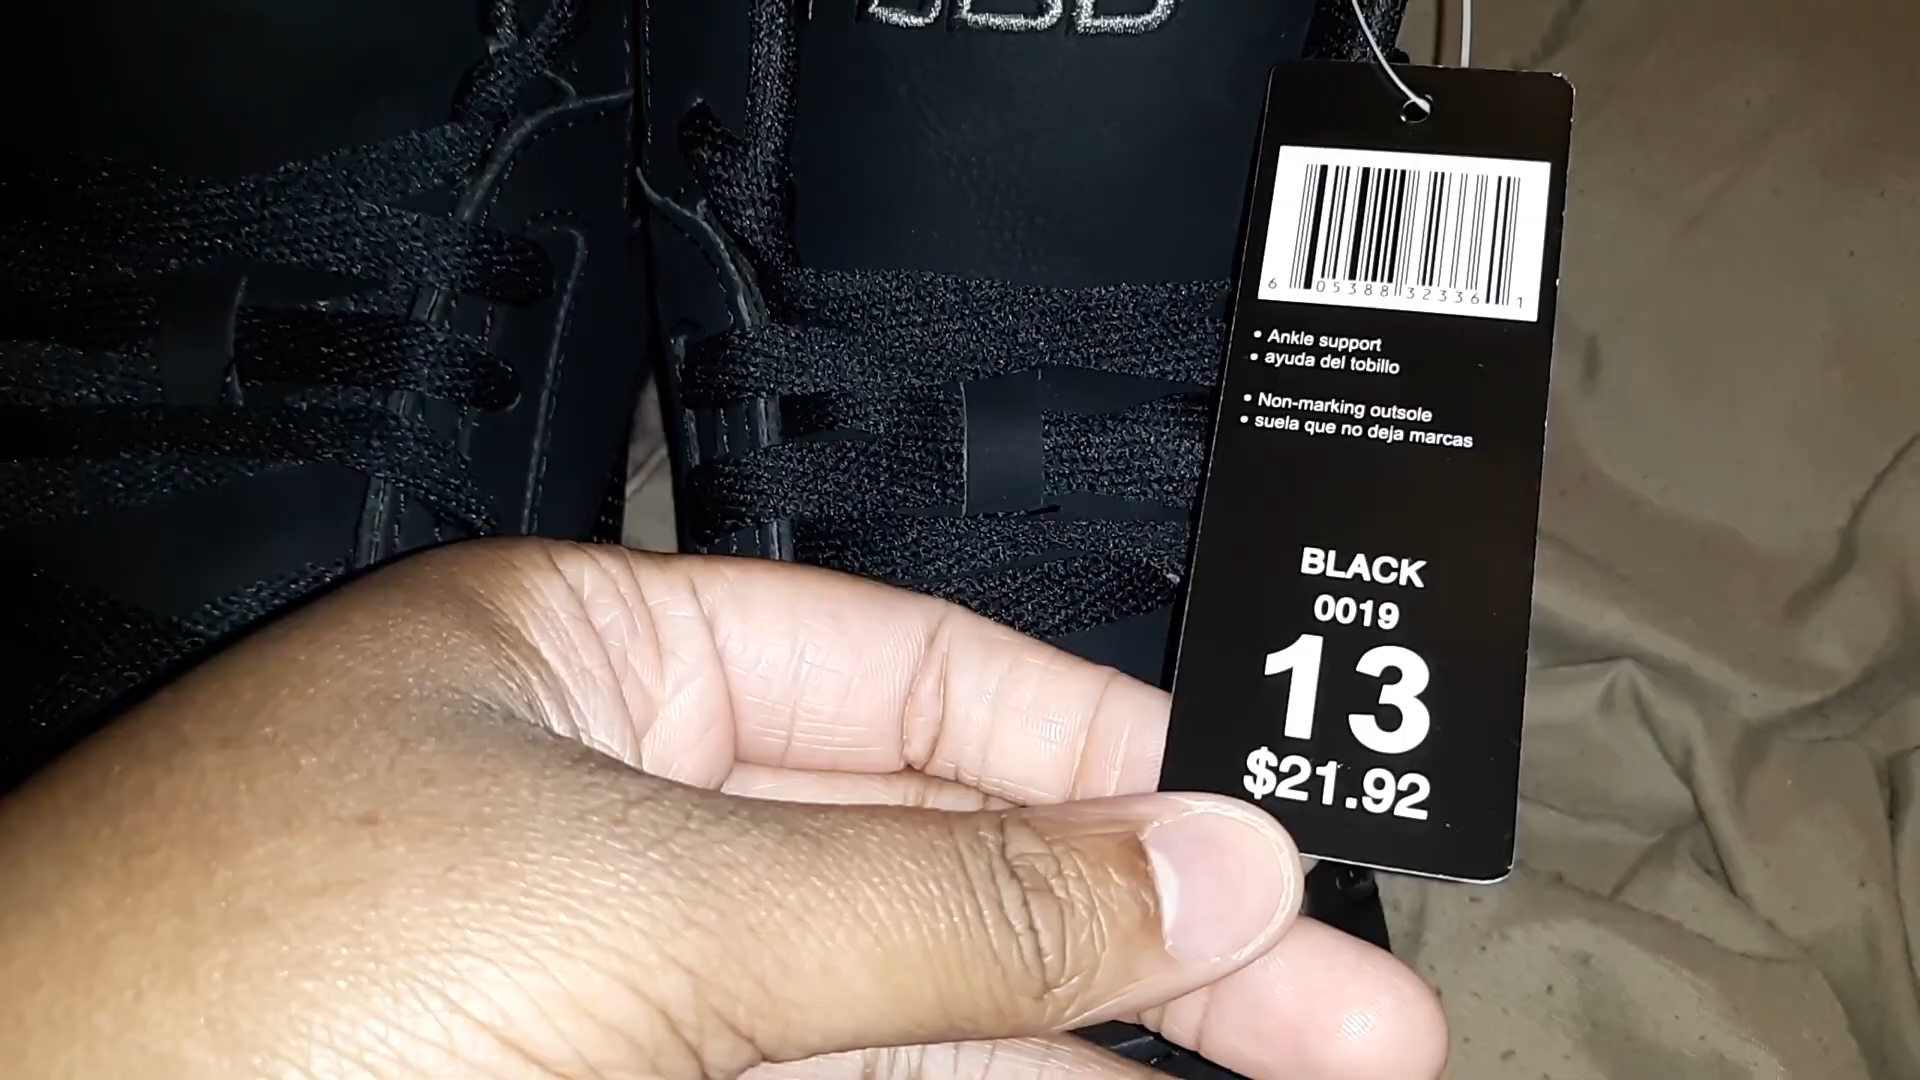 6 05388 32336 1
• Ankle support
• ayuda del tobillo
• Non-marking outsole
• suela que no deja marcas
BLACK
0019
13
$21.92